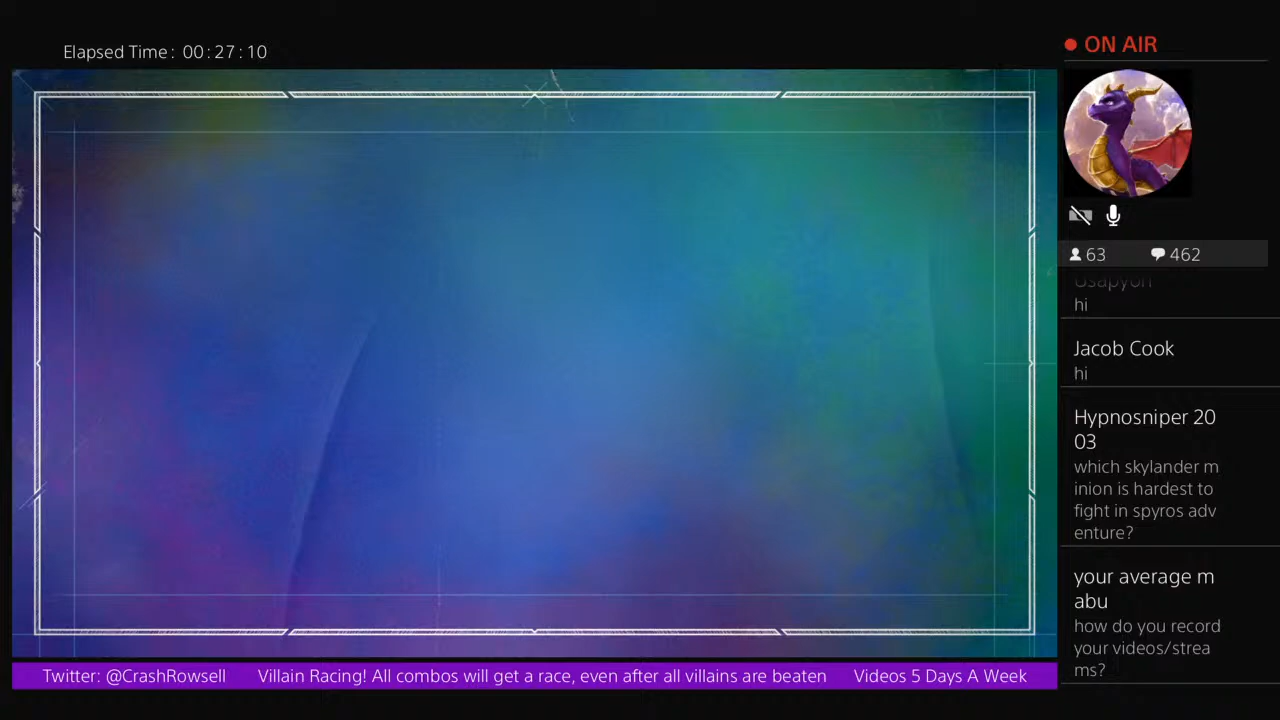 Elapsed Time: 00:27:10
ON AIR
63 462
Usapyon
hi
Jacob Cook
hi
Hypnosniper 20
03
which skylander m
inion is hardest to
fight in spyros adv
enture?
your average m
abu
how do you record
your videos/strea
ms?
Twitter: @CrashRowsell Villain Racing! All combos will get a race, even after all villains are beaten Videos 5 Days A Week